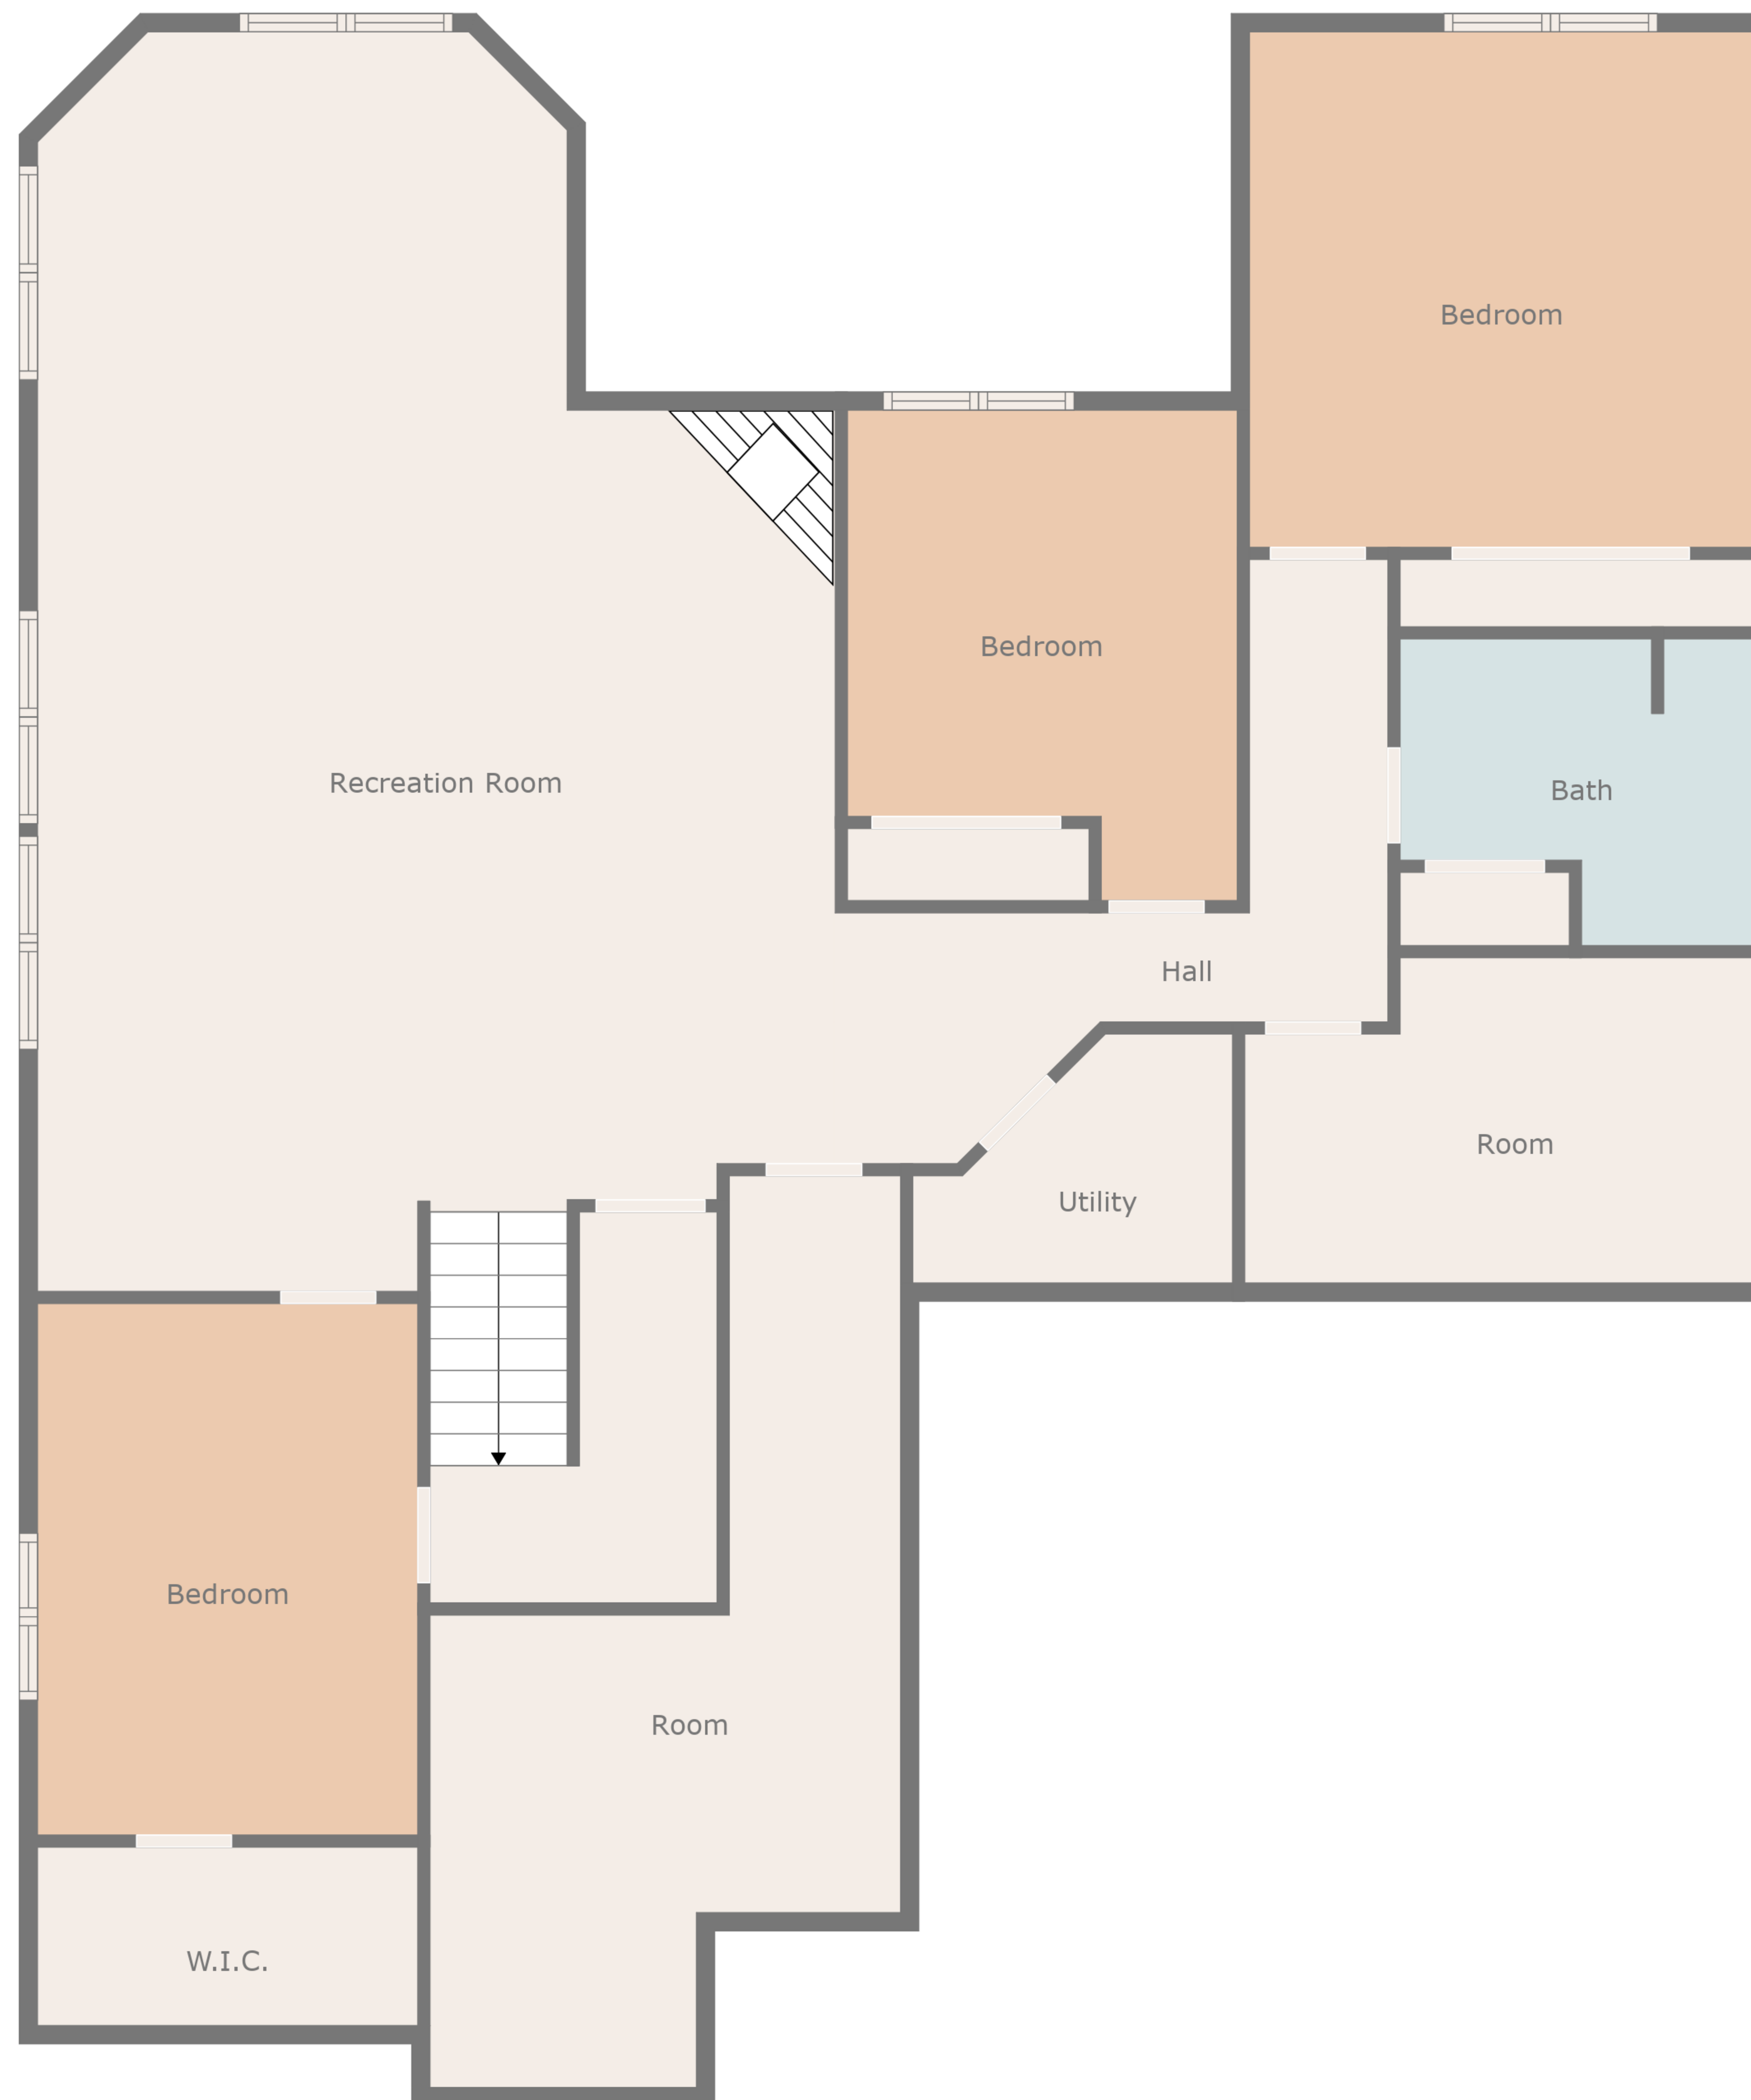 Bedroom
Bedroom
Recreation Room
Bath
Hall
Room
Utility
Bedroom
Room
W.I.C.